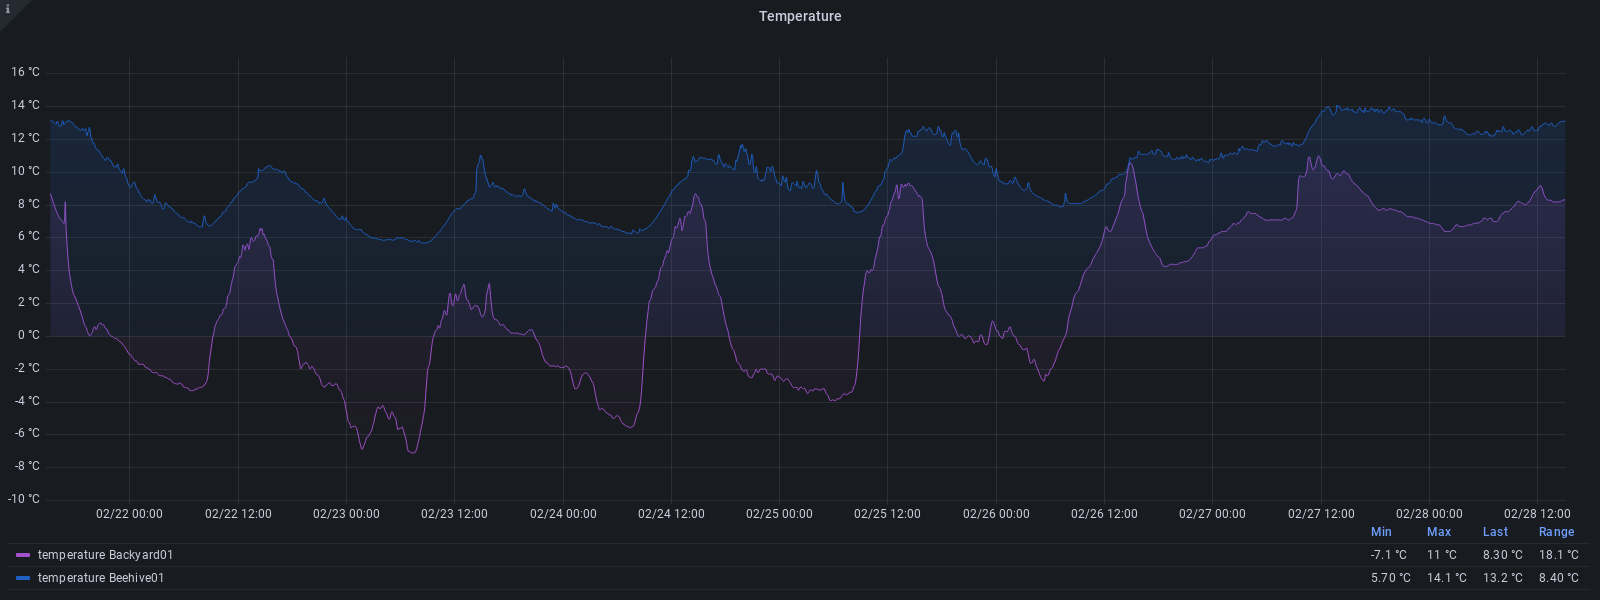 i
Temperature
16 °C
14 °C
12 °C
10 °C
8 °C
6 °C
4 °C
2 °C
0 °C
-2 °C
-4 °C
-6 °C
-8 °C
-10 °C
02/22 00:00 02/22 12:00 02/23 00:00 02/23 12:00 02/24 00:00 02/24 12:00 02/25 00:00 02/25 12:00 02/26 00:00 02/26 12:00 02/27 00:00 02/27 12:00 02/28 00:00 02/28 12:00
Min Max Last Range
temperature Backyard01 -7.1 °C 11 °C 8.30 °C 18.1 °C
temperature Beehive01 5.70 °C 14.1 °C 13.2 °C 8.40 °C